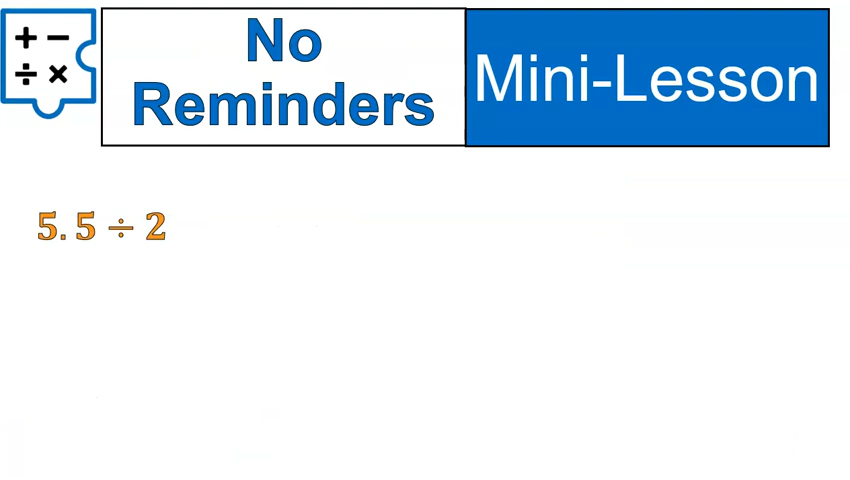 + −
÷ ×
No
Reminders
Mini-Lesson
5.5 ÷ 2